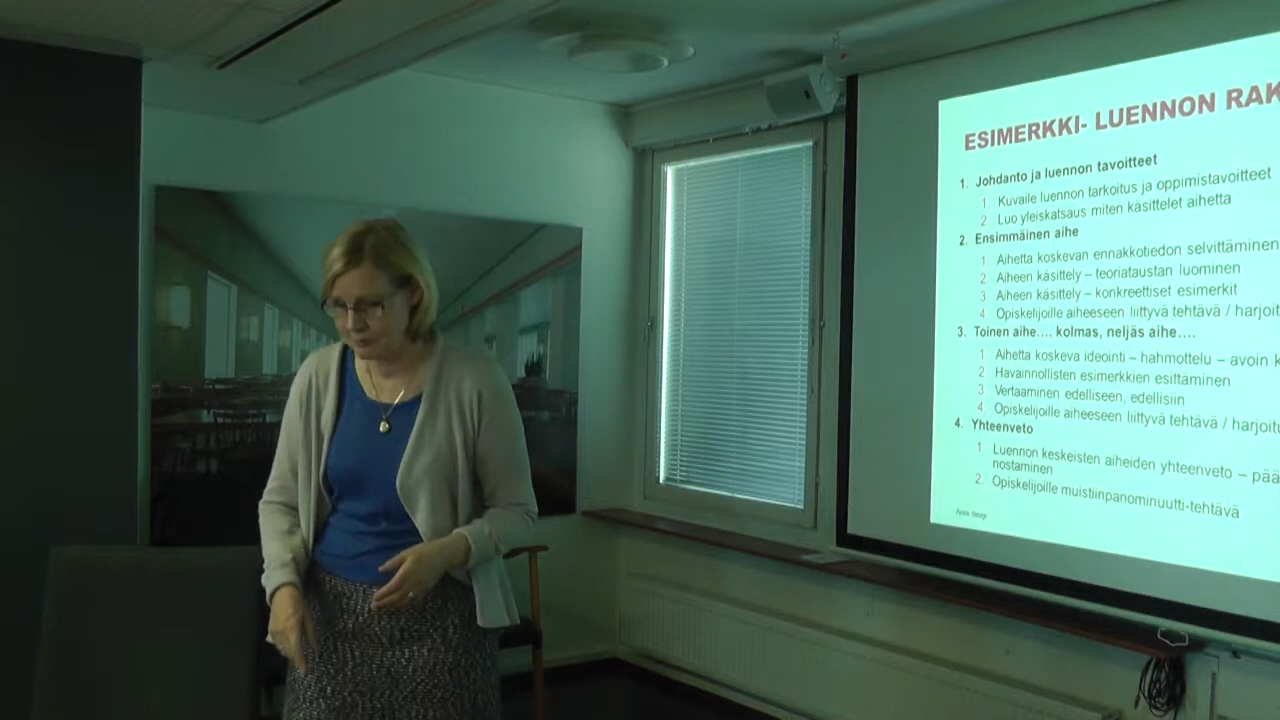 ESIMERKKI- LUENNON RAK
1. Johdanto ja luennon tavoitteet
1. Kuvaile luennon tarkoitus ja oppimistavoitteet
2. Luo yleiskatsaus miten käsittelet aihetta
2. Ensimmäinen aihe
1. Aihetta koskevan ennakkotiedon selvittäminen
2. Aiheen käsittely – teoriataustan luominen
3 Aiheen käsittely – konkreettiset esimerkit
4. Opiskelijoille aiheeseen liittyvä tehtävä / harjoit
3. Toinen aihe…. kolmas, neljäs aihe….
1 Aihetta koskeva ideointi – hahmottelu – avoin k
2. Havainnollisten esimerkkien esittäminen
3 Vertaaminen edelliseen, edellisiin
4. Opiskelijoille aiheeseen liittyvä tehtävä / harjoitu
4. Yhteenveto
1 Luennon keskeisten aiheiden yhteenveto – pää
nostaminen
2. Opiskelijoille muistiinpanominuutti-tehtävä